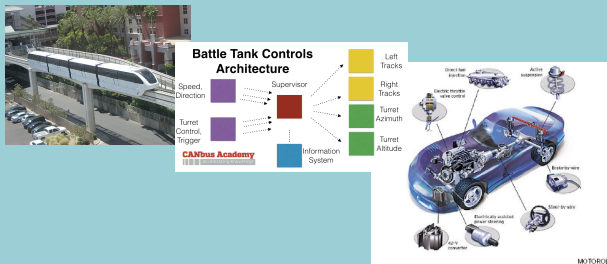 Battle Tank Controls
Architecture
Speed,
Direction
Supervisor
Left
Tracks
Right
Tracks
Turret
Control,
Trigger
Turret
Azimuth
Turret
Altitude
Information
System
CANbus Academy
Direct fuel
injection
Active
suspension
Electric throttle
valve control
Brake-by-wire
Steer by wire
Electrically assisted
power steering
converter